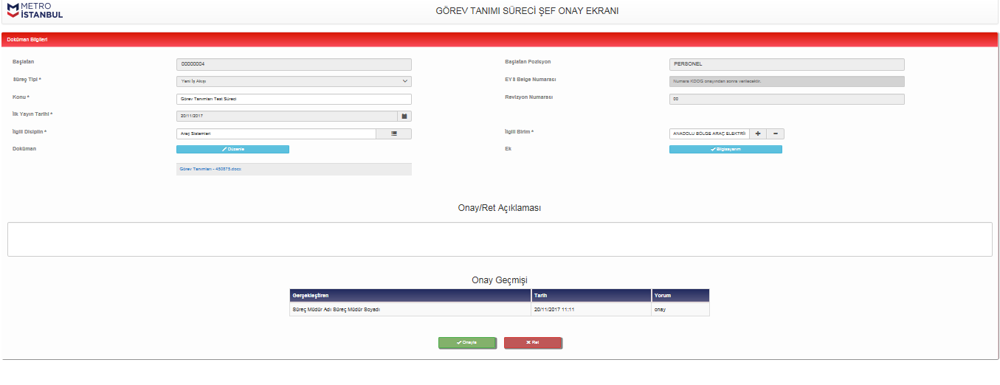 METRO
İSTANBUL
GÖREV TANIMI SÜRECİ ŞEF ONAY EKRANI
Doküman Bilgileri
Başlatan
00000004
Başlatan Pozisyon
PERSONEL
Süreç Tipi *
Yeni İş Akışı
EYS Belge Numarası
Numara KDDG onayından sonra verilecektir.
Konu *
Görev Tanımları Test Süreci
Revizyon Numarası
00
İlk Yayın Tarihi *
20/11/2017
İlgili Disiplin *
Araç Sistemleri
İlgili Birim *
ANADOLU BÖLGE ARAÇ ELEKTRİK
Doküman
Düzenle
Ek
Bilgisayarım
Görev Tanımları - 450575.docx
Onay/Ret Açıklaması
Onay Geçmişi
Gerçekleştiren
Tarih
Yorum
Süreç Müdür Adı Süreç Müdür Soyadı
20/11/2017 11:11
onay
Onayla
Ret